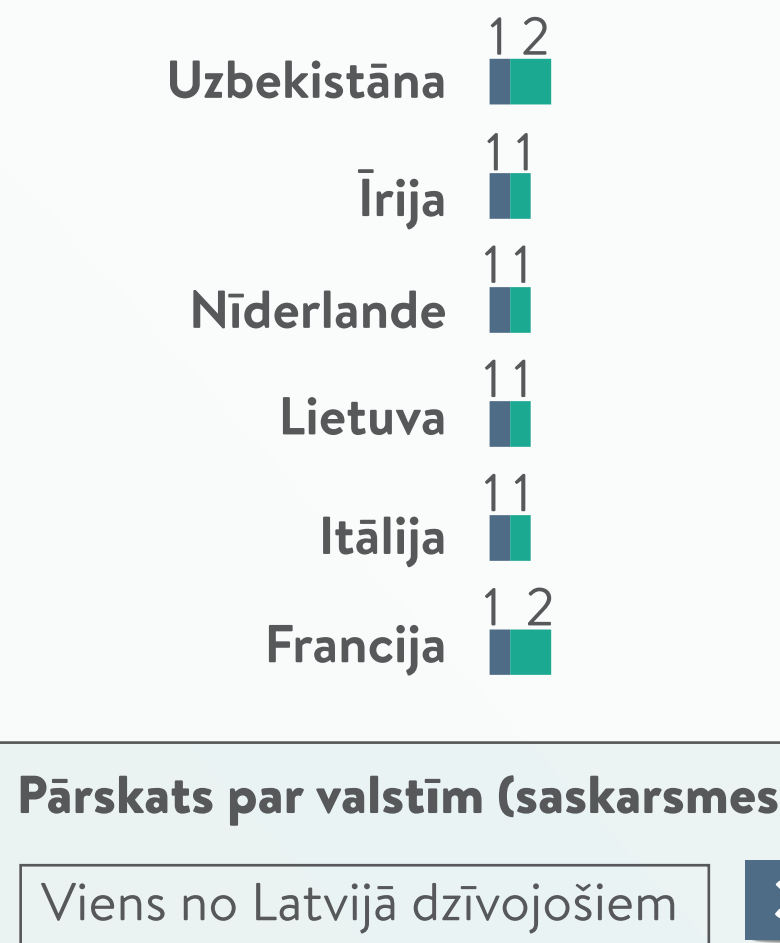 1 2
Uzbekistāna
1 1
Īrija
1 1
Nīderlande
1 1
Lietuva
1 1
Itālija
1 2
Francija
Pārskats par valstīm (saskarsmes
Viens no Latvijā dzīvojošiem